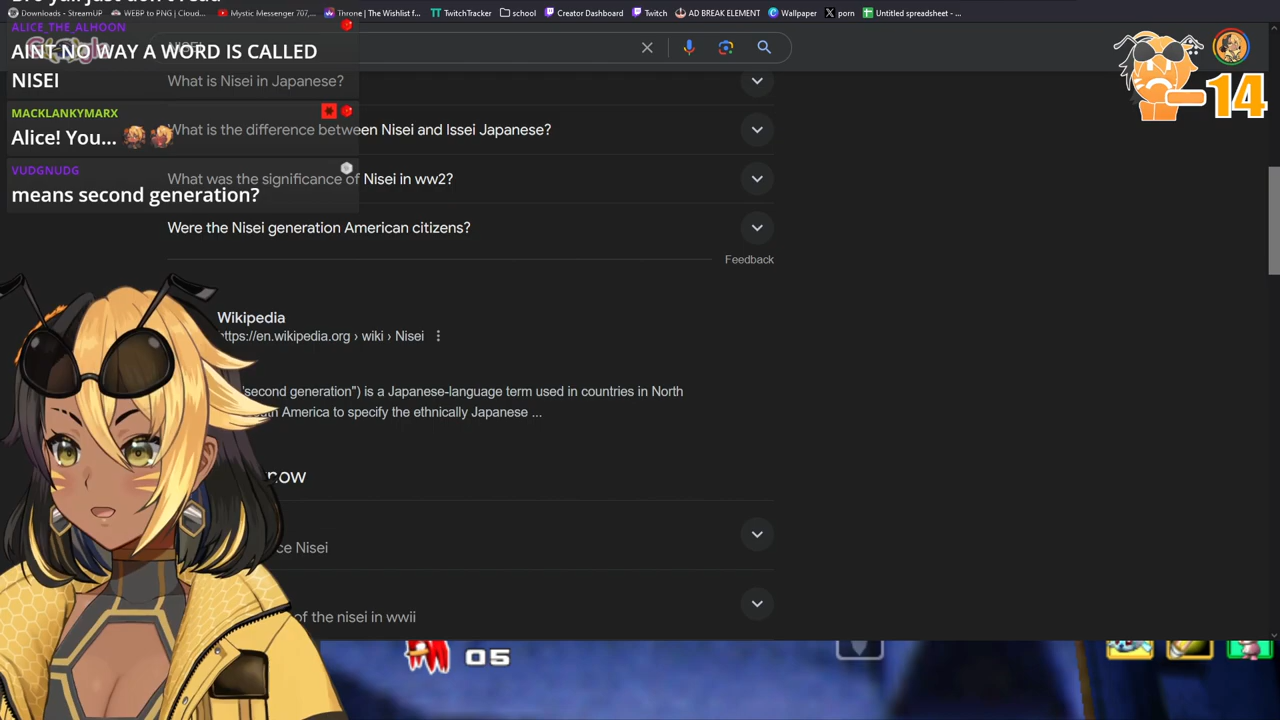 Downloads - StreamUP
WEBP to PNG | Cloud...
Mystic Messenger 707,...
Throne | The Wishlist f...
TwtchTracker
school
Creator Dashboard
Twitch
AD BREAK ELEMENT
Wallpaper
porn
Untitled spreadsheet - ...
ALICE_THE_ALHOON
AINT NO WAY A WORD IS CALLED
NISEI
MACKLANKYMARX
Alice! You...
VUDGNUDG
means second generation?
14
What is Nisei in Japanese?
What is the difference between Nisei and Issei Japanese?
What was the significance of Nisei in ww2?
Were the Nisei generation American citizens?
Feedback
Wikipedia
ttps://en.wikipedia.org › wiki › Nisei
second generation") is a Japanese-language term used in countries in North
America to specify the ethnically Japanese ...
now
ce Nisei
of the nisei in wwii
05